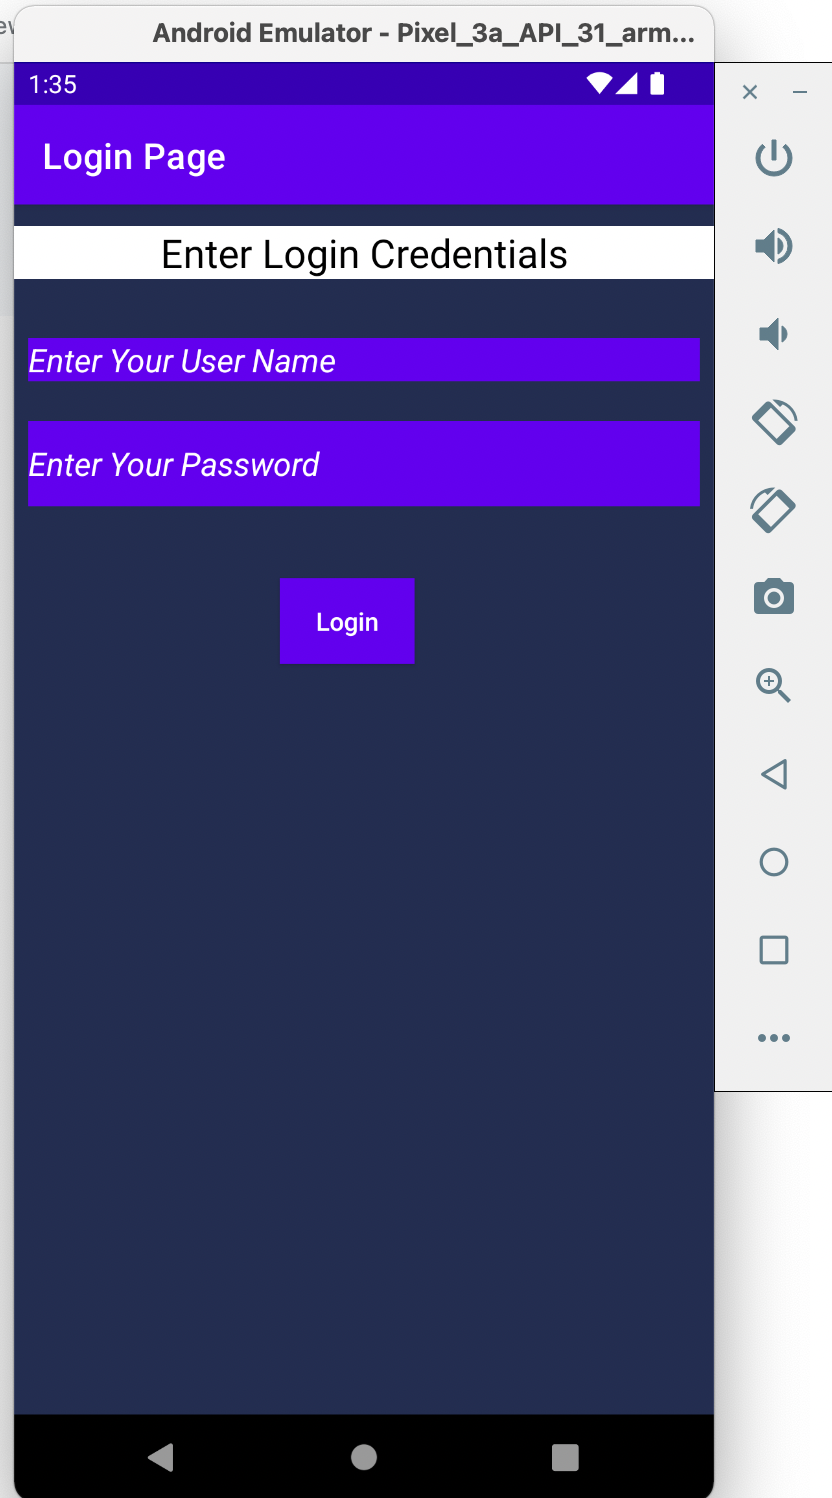 Android Emulator - Pixel_3a_API_31_arm...
1:35
Login Page
Enter Login Credentials
Enter Your User Name
Enter Your Password
Login